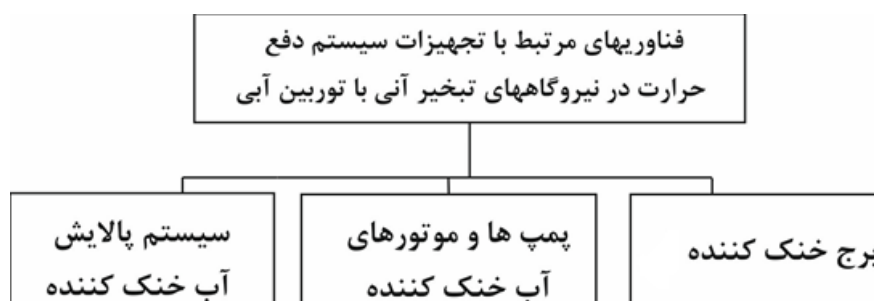 فناوریهای مرتبط با تجهیزات سیستم دفع
حرارت در نیروگاههای تبخیر آنی با توربین آبی
برج خنک کننده
پمپ ها و موتورهای
آب خنک کننده
سیستم پالایش
آب خنک کننده